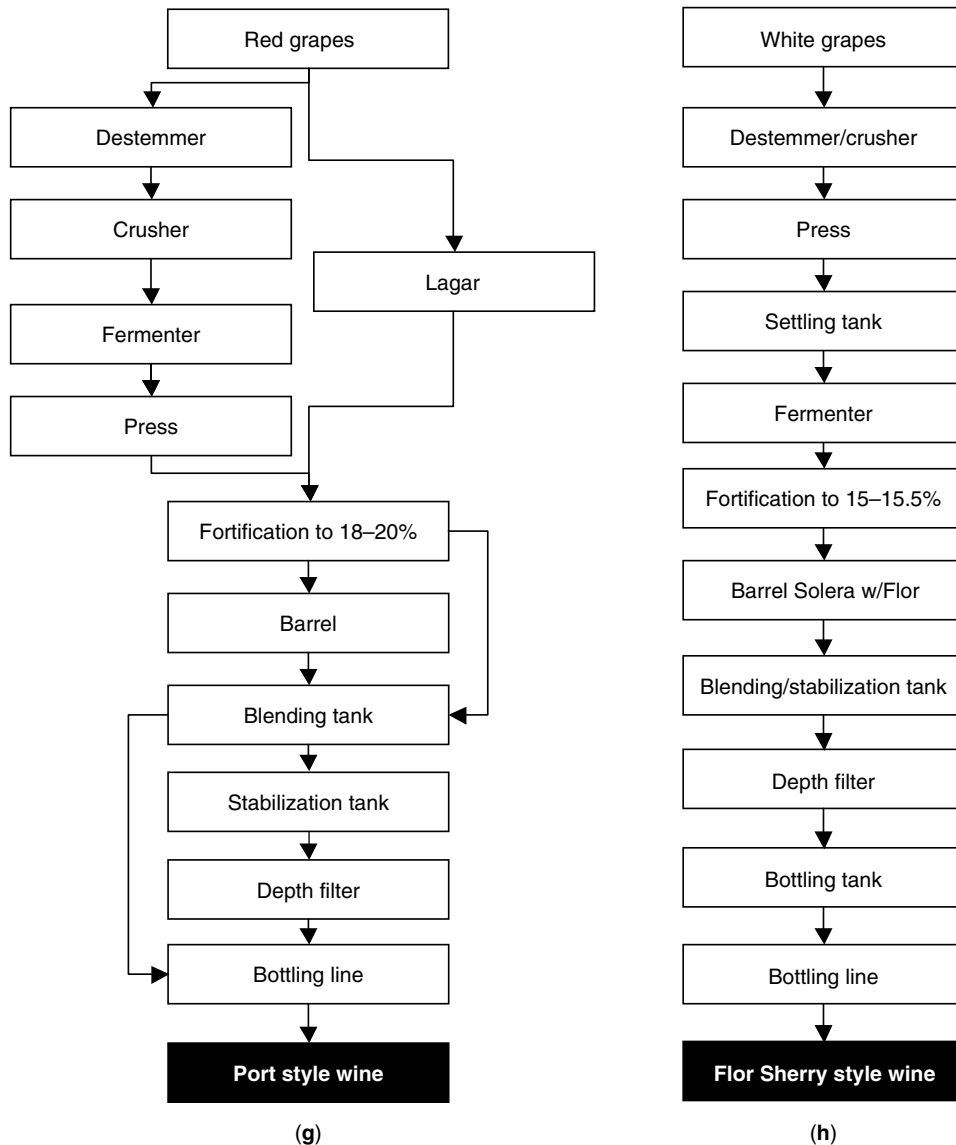 Red grapes
Destemmer
Crusher
Lagar
Fermenter
Press
Fortification to 18–20%
Barrel
Blending tank
Stabilization tank
Depth filter
Bottling line
Port style wine
(g)
White grapes
Destemmer/crusher
Press
Settling tank
Fermenter
Fortification to 15–15.5%
Barrel Solera w/Flor
Blending/stabilization tank
Depth filter
Bottling tank
Bottling line
Flor Sherry style wine
(h)